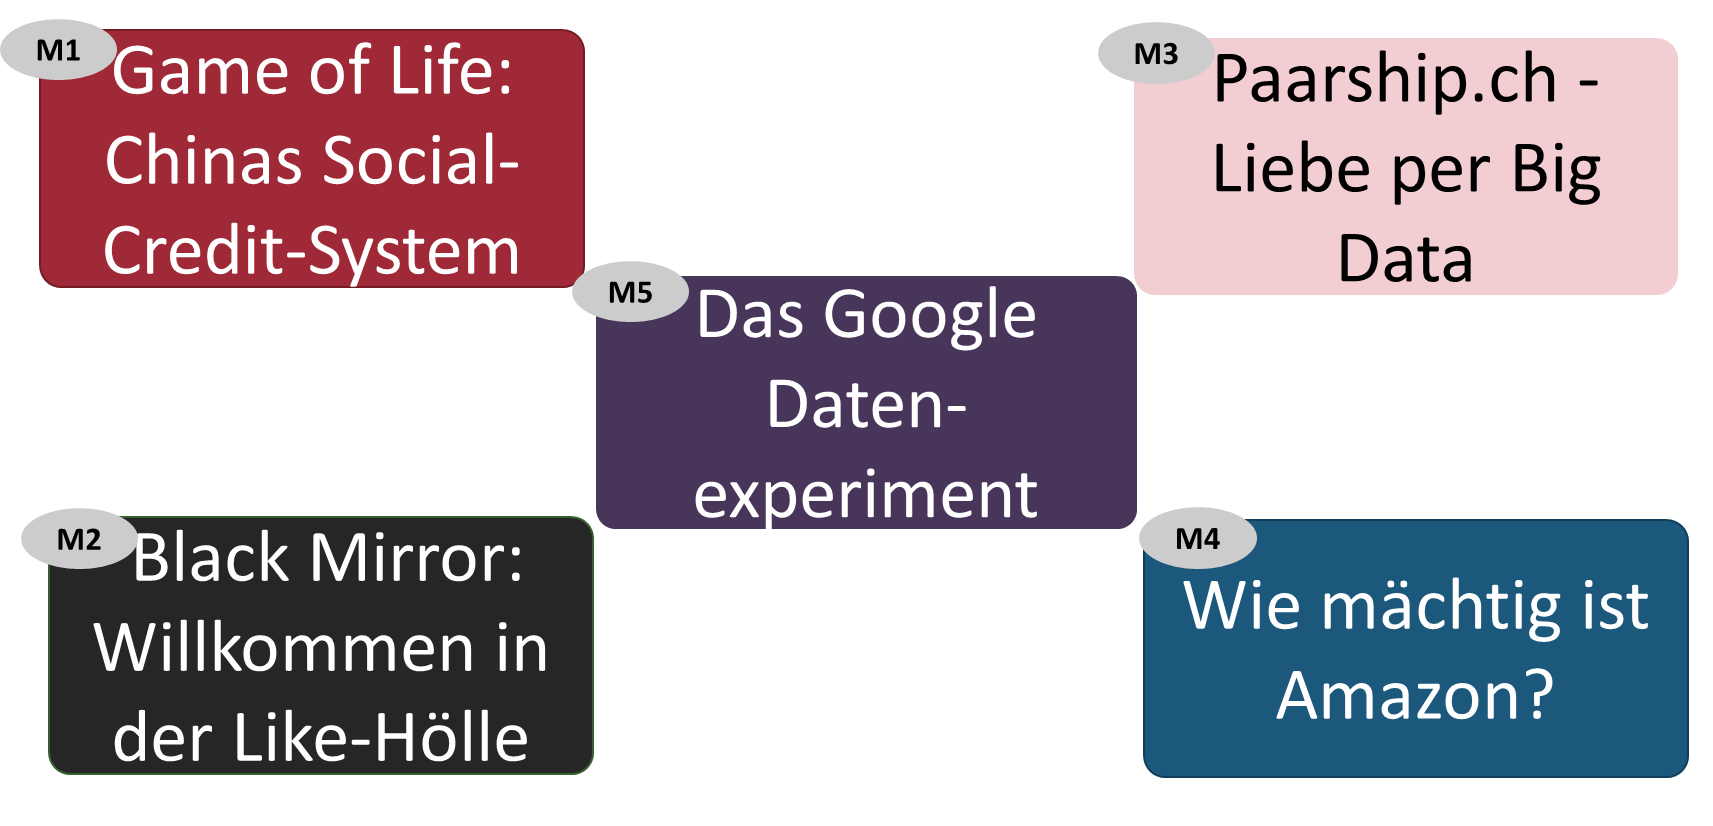 M1
Game of Life:
Chinas Social-
Credit-System
M3
Paarship.ch -
Liebe per Big
Data
M5
Das Google
Daten-
experiment
M2
Black Mirror:
Willkommen in
der Like-Hölle
M4
Wie mächtig ist
Amazon?